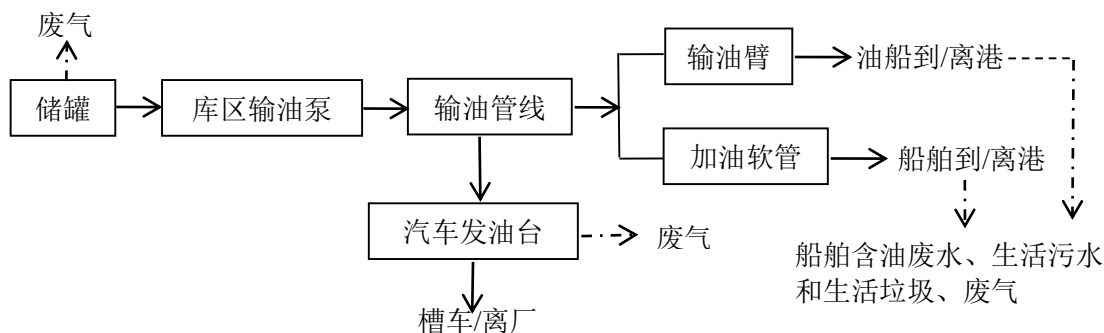 废气
储罐
库区输油泵
输油管线
输油臂
油船到/离港
加油软管
船舶到/离港
汽车发油台
废气
槽车/离厂
船舶含油废水、生活污水
和生活垃圾、废气